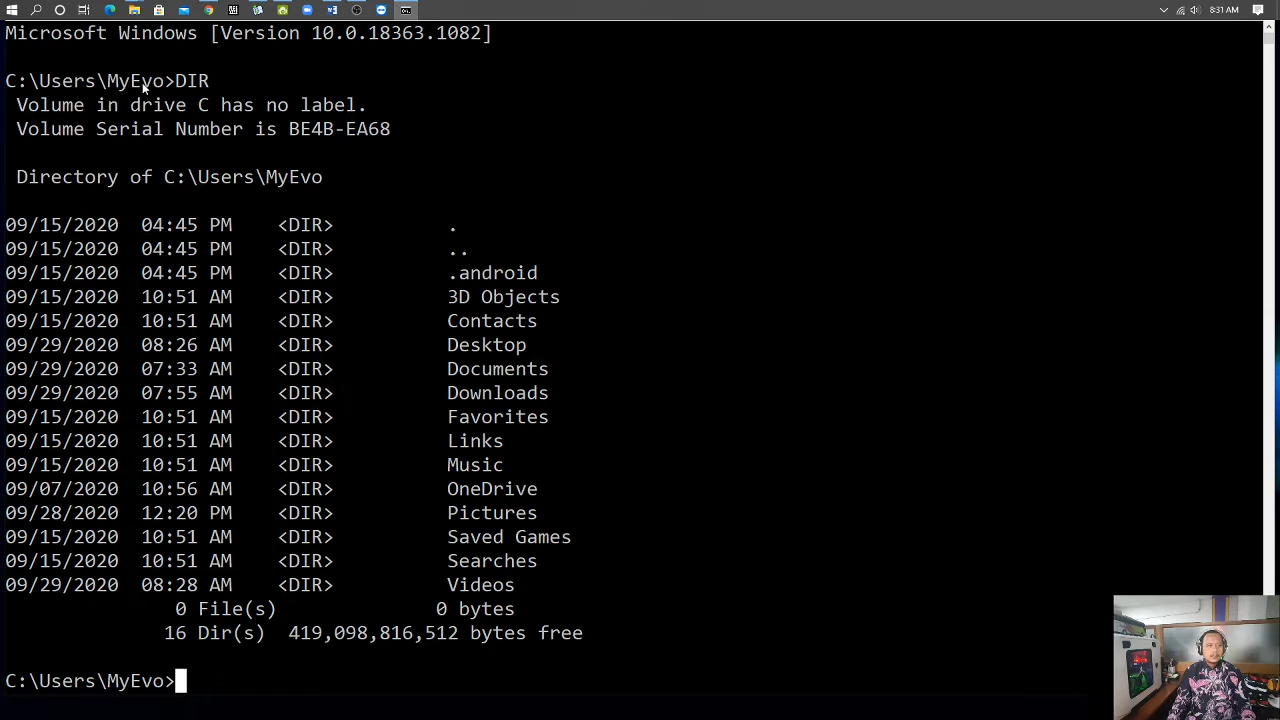 8:31 AM
Microsoft Windows [Version 10.0.18363.1082]
C:\Users\MyEvo>DIR
Volume in drive C has no label.
Volume Serial Number is BE4B-EA68
Directory of C:\Users\MyEvo
09/15/2020 04:45 PM <DIR> .
09/15/2020 04:45 PM <DIR> ..
09/15/2020 04:45 PM <DIR> .android
09/15/2020 10:51 AM <DIR> 3D Objects
09/15/2020 10:51 AM <DIR> Contacts
09/29/2020 08:26 AM <DIR> Desktop
09/29/2020 07:33 AM <DIR> Documents
09/29/2020 07:55 AM <DIR> Downloads
09/15/2020 10:51 AM <DIR> Favorites
09/15/2020 10:51 AM <DIR> Links
09/15/2020 10:51 AM <DIR> Music
09/07/2020 10:56 AM <DIR> OneDrive
09/28/2020 12:20 PM <DIR> Pictures
09/15/2020 10:51 AM <DIR> Saved Games
09/15/2020 10:51 AM <DIR> Searches
09/29/2020 08:28 AM <DIR> Videos
0 File(s) 0 bytes
16 Dir(s) 419,098,816,512 bytes free
C:\Users\MyEvo>